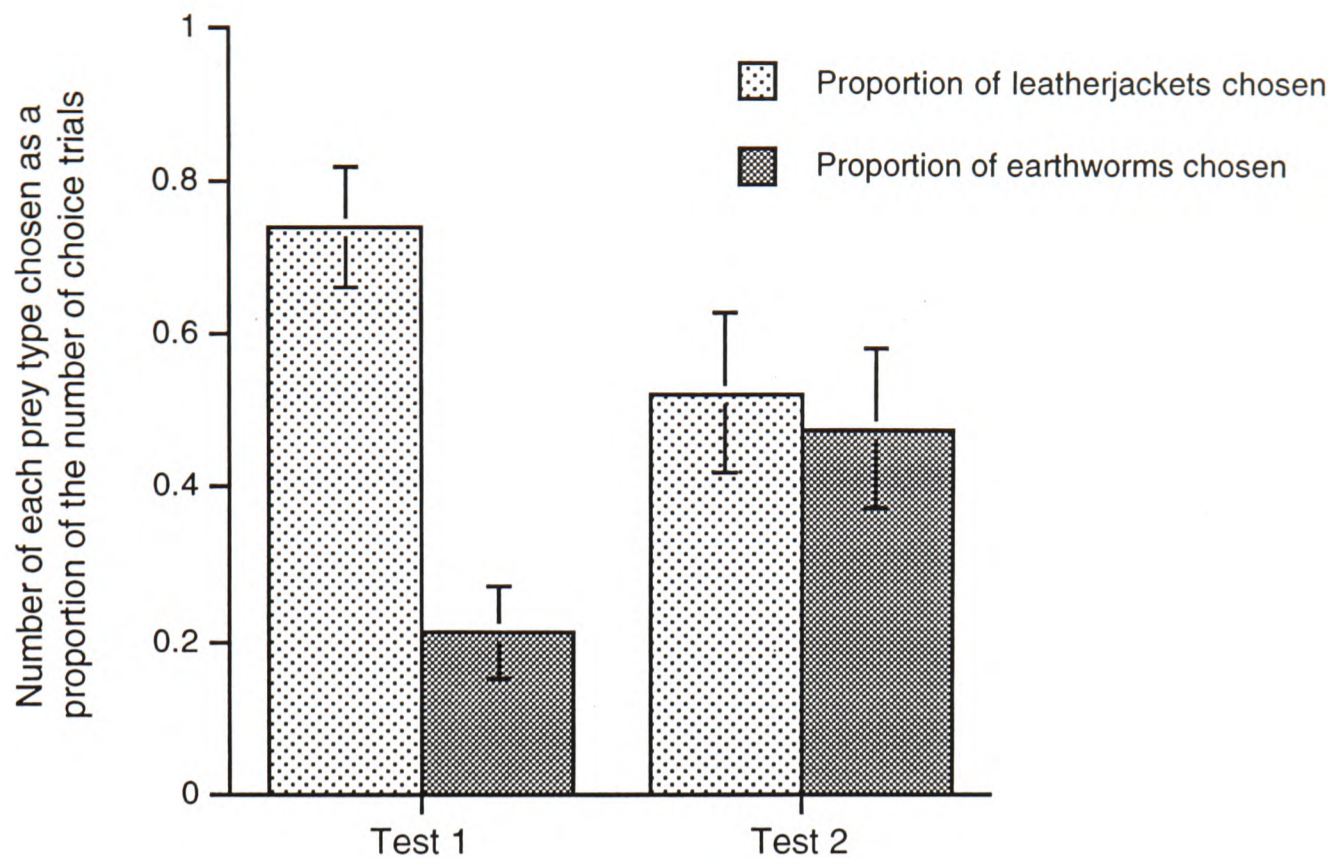 Number of each prey type chosen as a
proportion of the number of choice trials
1
0.8
0.6
0.4
0.2
0
Proportion of leatherjackets chosen
Proportion of earthworms chosen
Test 1
Test 2